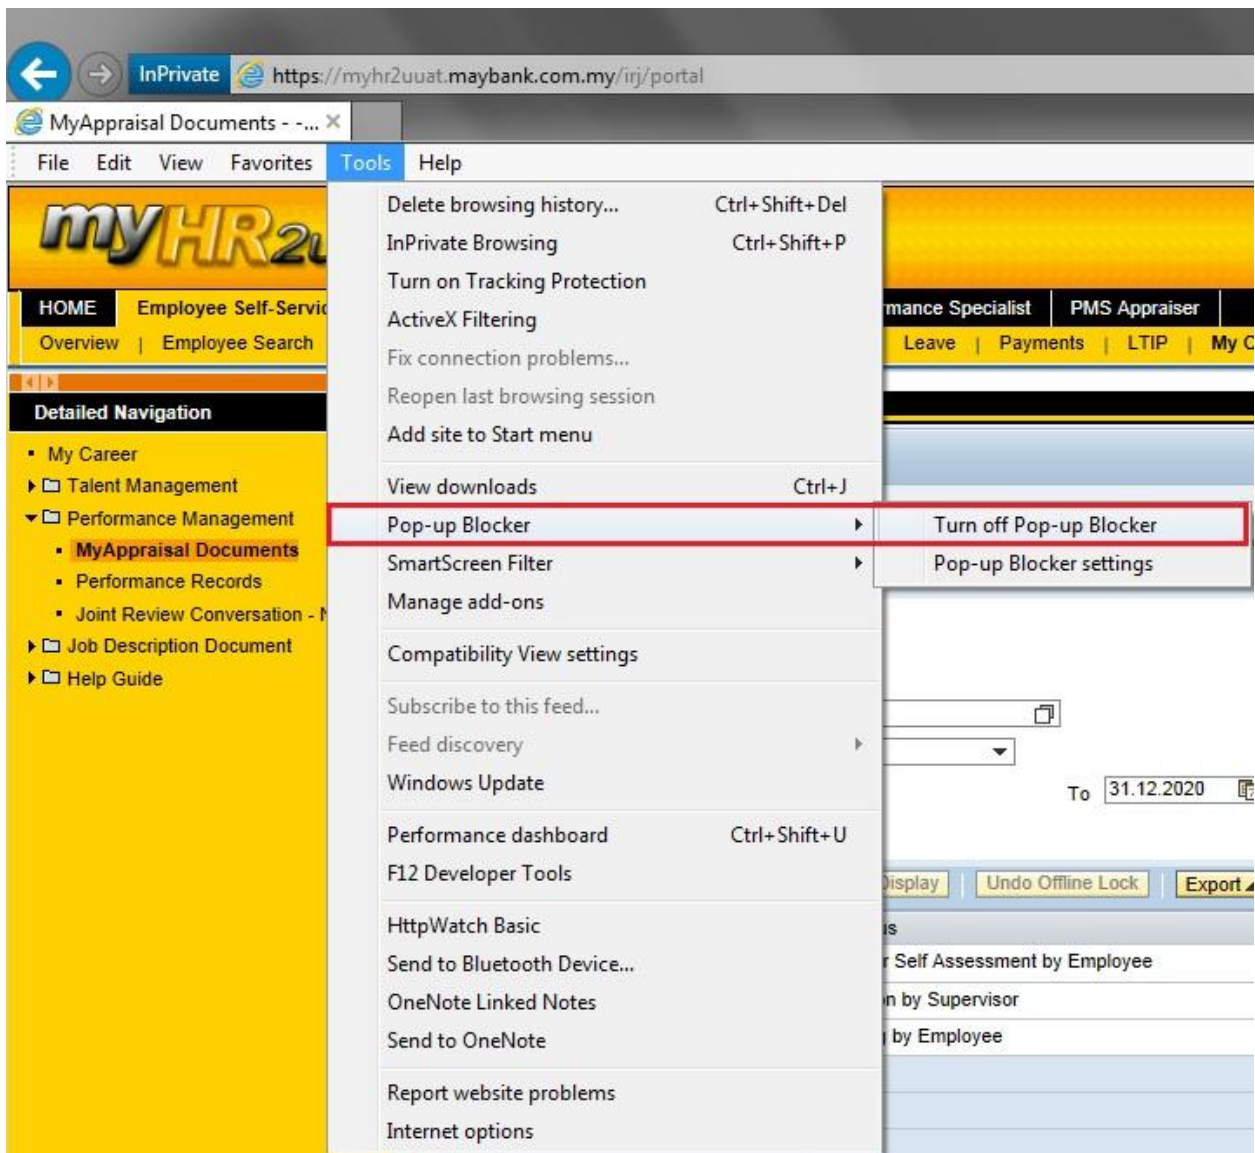 InPrivate https://myhr2uuat.maybank.com.my/irj/portal
MyAppraisal Documents - -...
File Edit View Favorites Tools Help
myHR2u
HOME Employee Self-Servic
Overview | Employee Search
Detailed Navigation
My Career
Talent Management
Performance Management
MyAppraisal Documents
Performance Records
Joint Review Conversation -
Job Description Document
Help Guide
Delete browsing history... Ctrl+Shift+Del
InPrivate Browsing Ctrl+Shift+P
Turn on Tracking Protection
ActiveX Filtering
Fix connection problems...
Reopen last browsing session
Add site to Start menu
View downloads Ctrl+J
Pop-up Blocker
SmartScreen Filter
Manage add-ons
Compatibility View settings
Subscribe to this feed...
Feed discovery
Windows Update
Performance dashboard Ctrl+Shift+U
F12 Developer Tools
HttpWatch Basic
Send to Bluetooth Device...
OneNote Linked Notes
Send to OneNote
Report website problems
Internet options
Turn off Pop-up Blocker
Pop-up Blocker settings
mance Specialist PMS Appraiser
Leave | Payments | LTIP | My
To 31.12.2020
Display Undo Offline Lock Export
us
r Self Assessment by Employee
on by Supervisor
by Employee